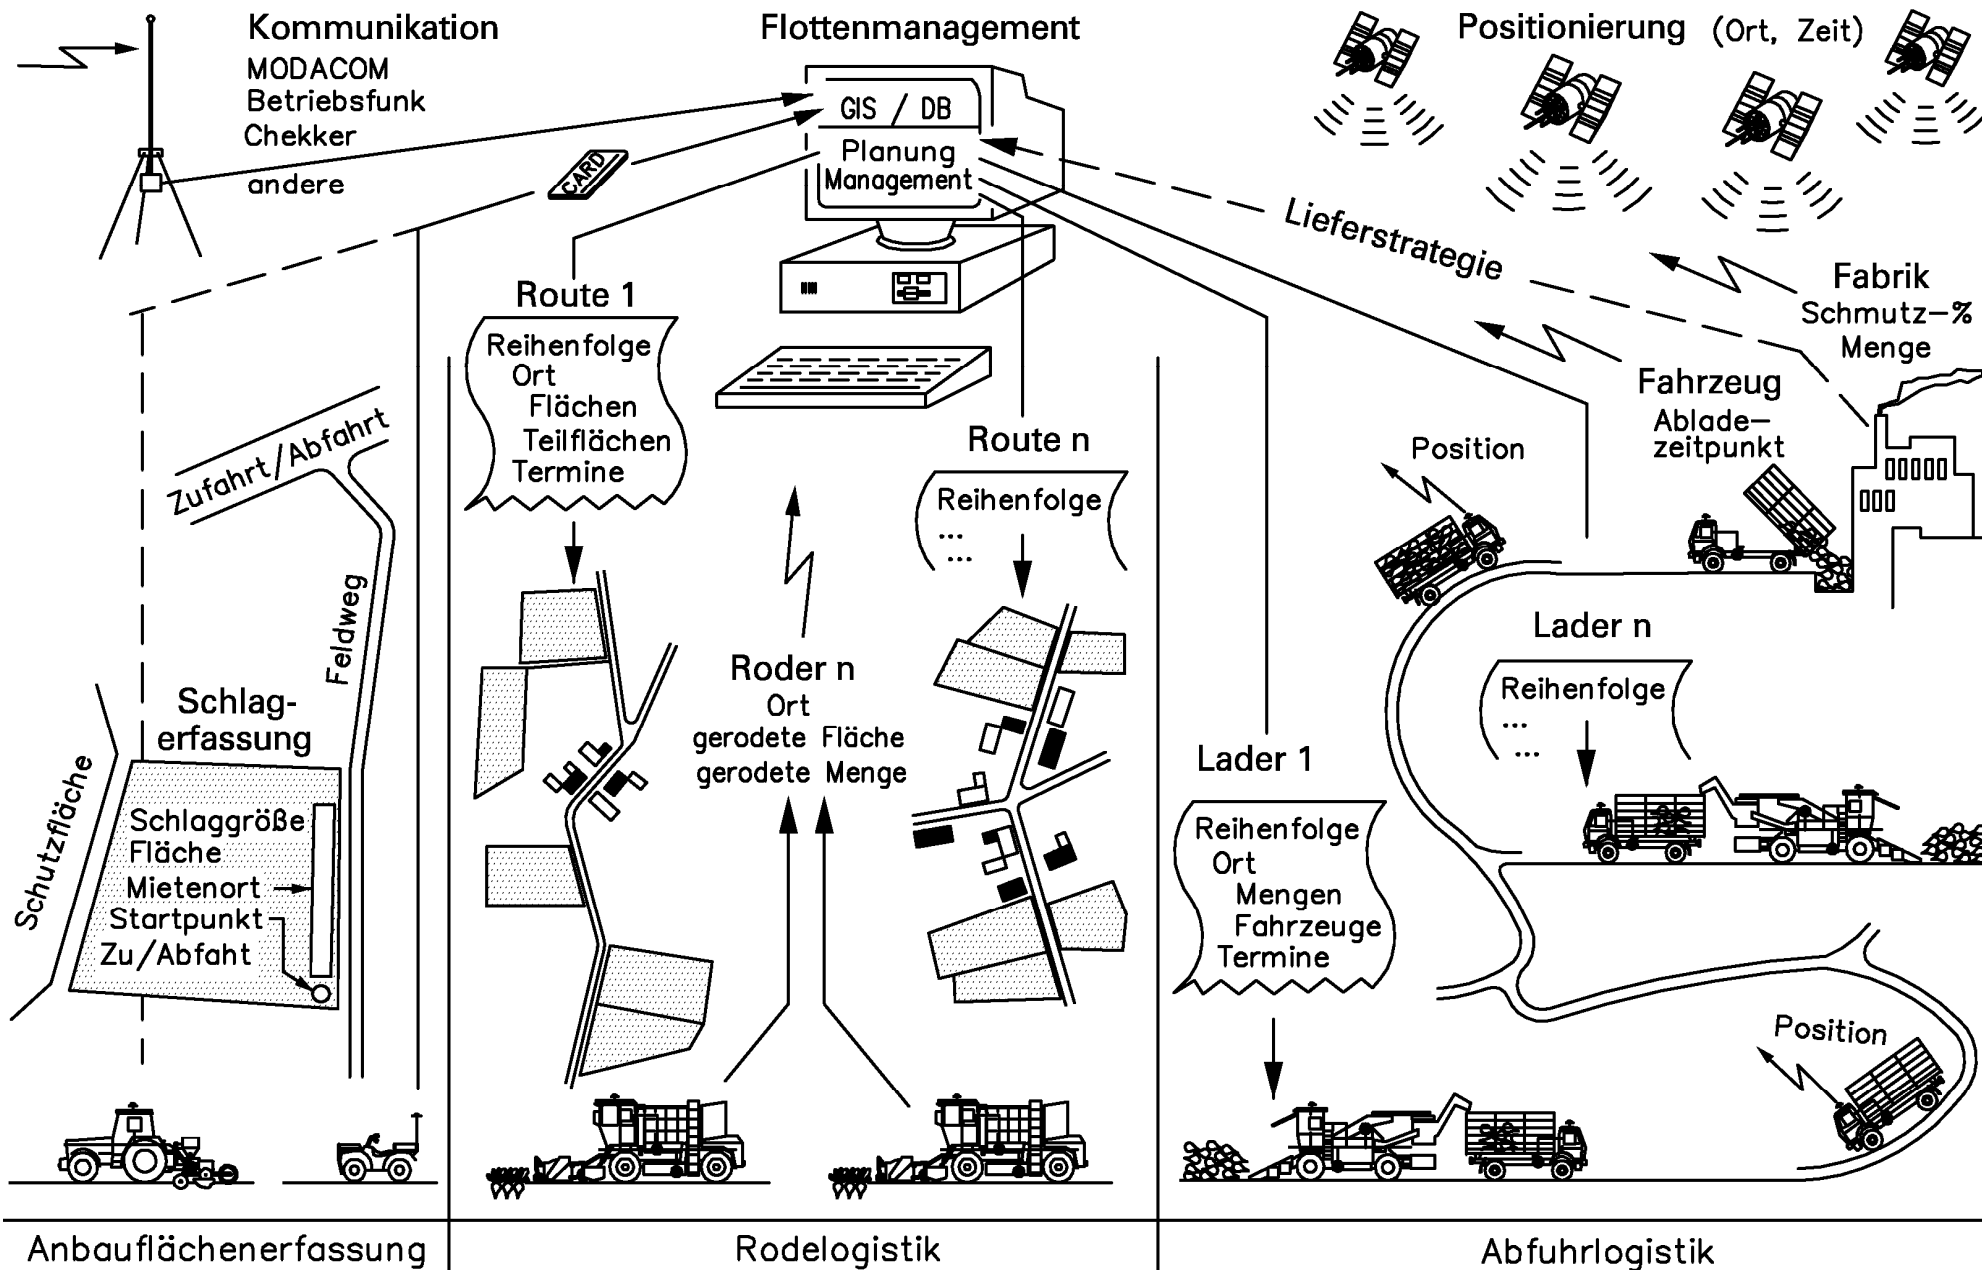 Kommunikation
MODACOM
Betriebsfunk
Chekker
andere
Flottenmanagement
GIS / DB
Planung
Management
CARD
Positionierung (Ort, Zeit)
Lieferstrategie
Fabrik
Schmutz-%
Menge
Fahrzeug
Ablade-
zeitpunkt
Position
Route 1
Reihenfolge
Ort
Flächen
Teilflächen
Termine
Route n
Reihenfolge
...
...
Zufahrt/Abfahrt
Feldweg
Schutzfläche
Schlag-
erfassung
Schlaggröße
Fläche
Mietenort
Startpunkt
Zu/Abfaht
Roder n
Ort
gerodete Fläche
gerodete Menge
Lader n
Reihenfolge
...
...
Lader 1
Reihenfolge
Ort
Mengen
Fahrzeuge
Termine
Position
Anbauflächenerfassung
Rodelogistik
Abfuhrlogistik